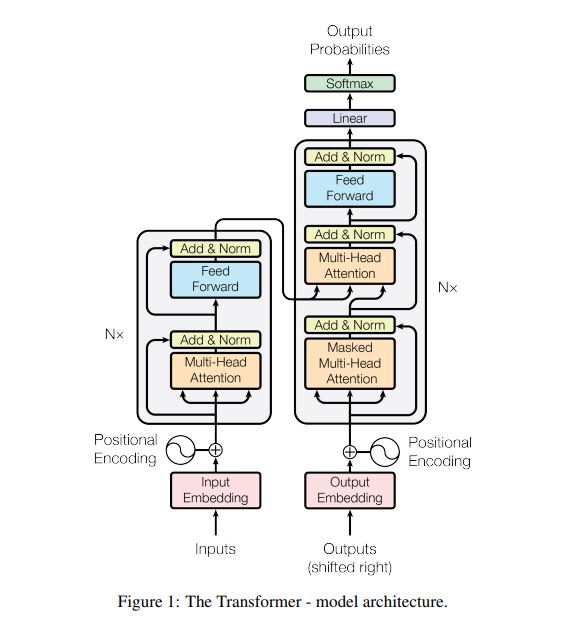 Output
Probabilities
Softmax
Linear
Add & Norm
Feed
Forward
Add & Norm
Multi-Head
Attention
Add & Norm
Masked
Multi-Head
Attention
Nx
Add & Norm
Feed
Forward
Add & Norm
Multi-Head
Attention
Nx
Positional
Encoding
Positional
Encoding
Input
Embedding
Output
Embedding
Inputs
Outputs
(shifted right)
Figure 1: The Transformer - model architecture.